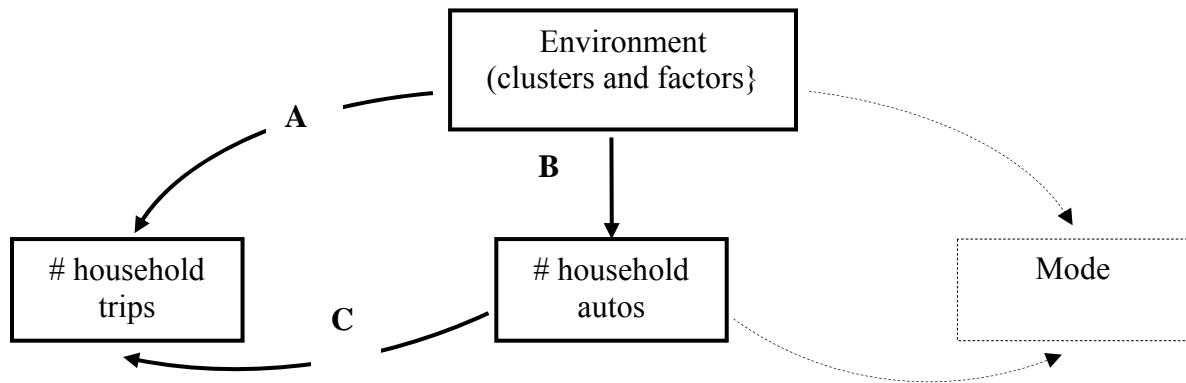 Environment
(clusters and factors}
A
B
# household
trips
# household
autos
Mode
C